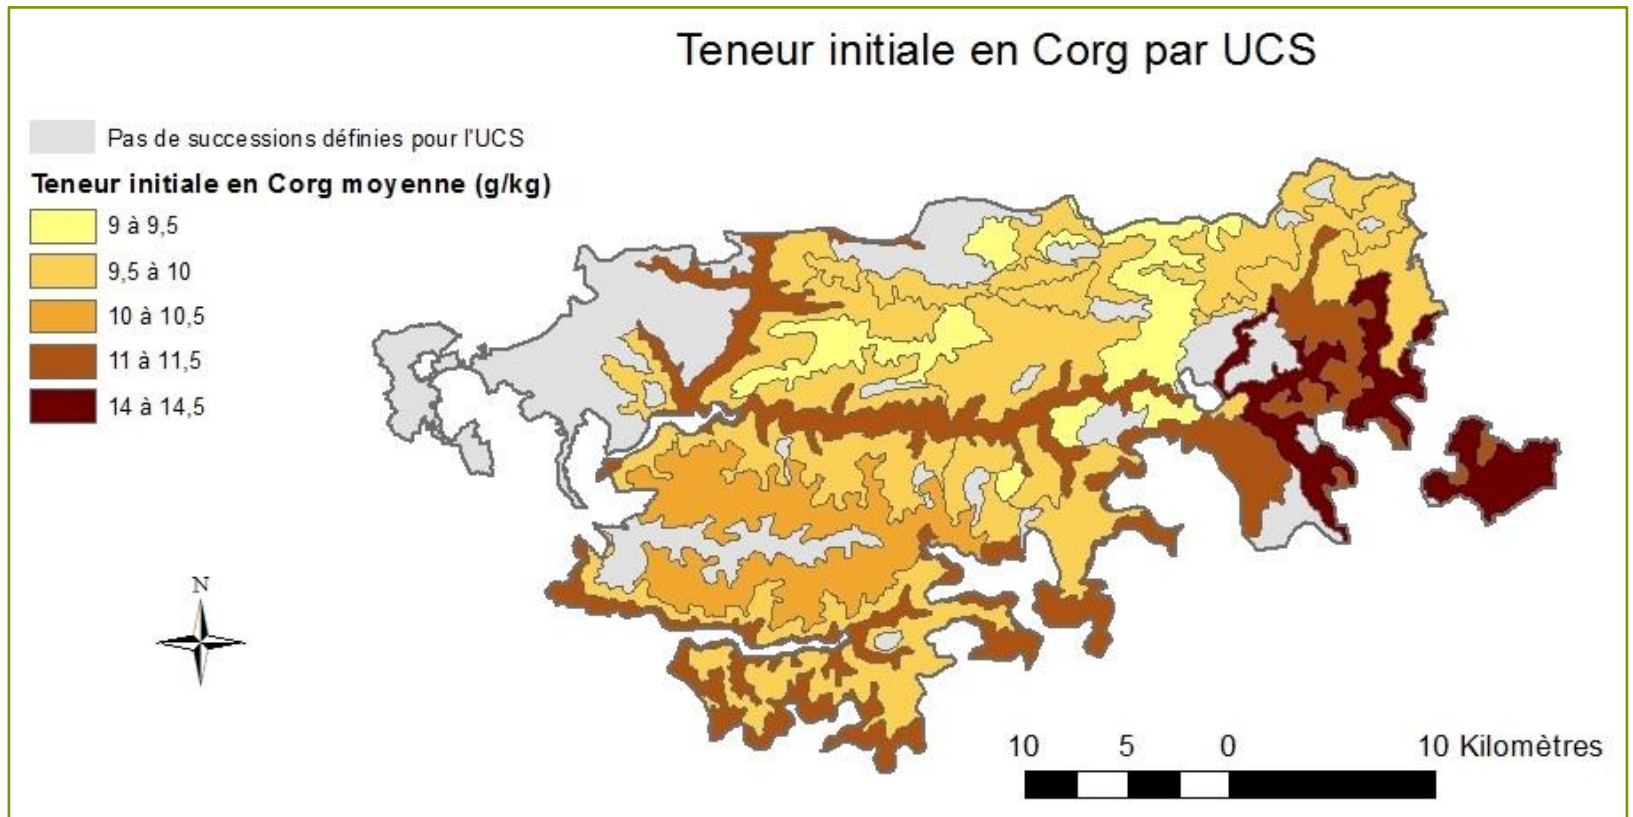 Teneur initiale en Corg par UCS
Pas de successions définies pour l'UCS
Teneur initiale en Corg moyenne (g/kg)
9 à 9,5
9,5 à 10
10 à 10,5
11 à 11,5
14 à 14,5
N
10 5 0 10 Kilomètres